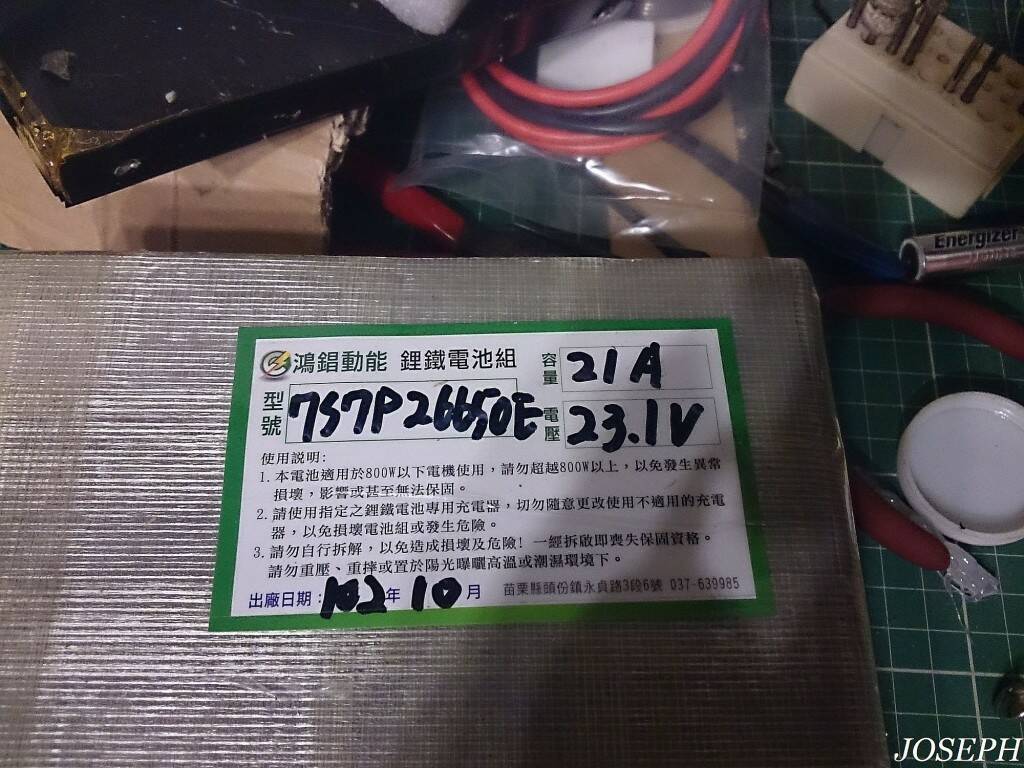 Energizer
鴻錩動能 鋰鐵電池組
容量 21A
型號 7S7P26650E
電壓 23.1V
使用説明:
1. 本電池適用於800W以下電機使用，請勿超越800W以上，以免發生異常
損壞，影響或甚至無法保固。
2. 請使用指定之鋰鐵電池專用充電器，切勿隨意更改使用不適用的充電
器，以免損壞電池組或發生危險。
3. 請勿自行拆解，以免造成損壞及危險！一經拆啟即喪失保固資格。
請勿重壓、重摔或置於陽光曝曬高溫或潮濕環境下。
出廠日期：102年10月 苗栗縣頭份鎮永貞路3段6號 037-639985
JOSEPH